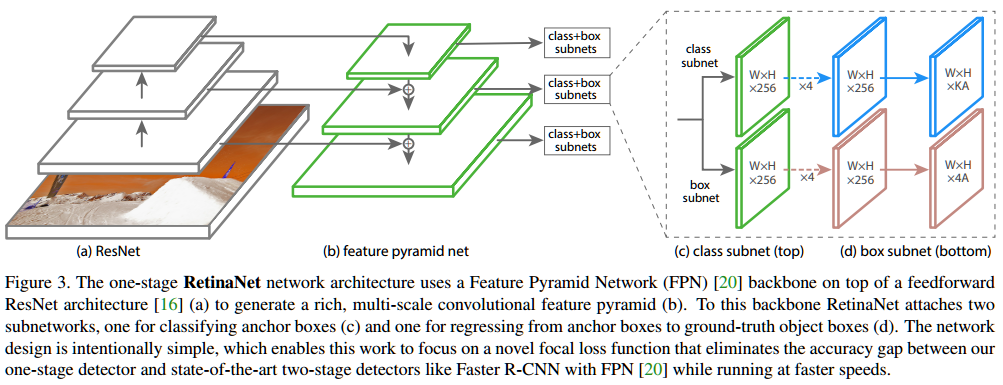 class+box
subnets
class+box
subnets
class+box
subnets
class
subnet
W×H
×256
×4
W×H
×256
W×H
×KA
box
subnet
W×H
×256
×4
W×H
×256
W×H
×4A
(a) ResNet
(b) feature pyramid net
(c) class subnet (top)
(d) box subnet (bottom)
Figure 3. The one-stage RetinaNet network architecture uses a Feature Pyramid Network (FPN) [20] backbone on top of a feedforward
ResNet architecture [16] (a) to generate a rich, multi-scale convolutional feature pyramid (b). To this backbone RetinaNet attaches two
subnetworks, one for classifying anchor boxes (c) and one for regressing from anchor boxes to ground-truth object boxes (d). The network
design is intentionally simple, which enables this work to focus on a novel focal loss function that eliminates the accuracy gap between our
one-stage detector and state-of-the-art two-stage detectors like Faster R-CNN with FPN [20] while running at faster speeds.